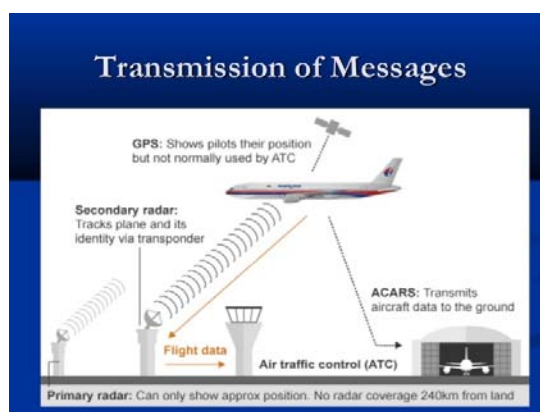 Transmission of Messages
GPS: Shows pilots their position
but not normally used by ATC
Secondary radar:
Tracks plane and its
identity via transponder
ACARS: Transmits
aircraft data to the ground
Flight data
Air traffic control (ATC)
Primary radar: Can only show approx position. No radar coverage 240km from land